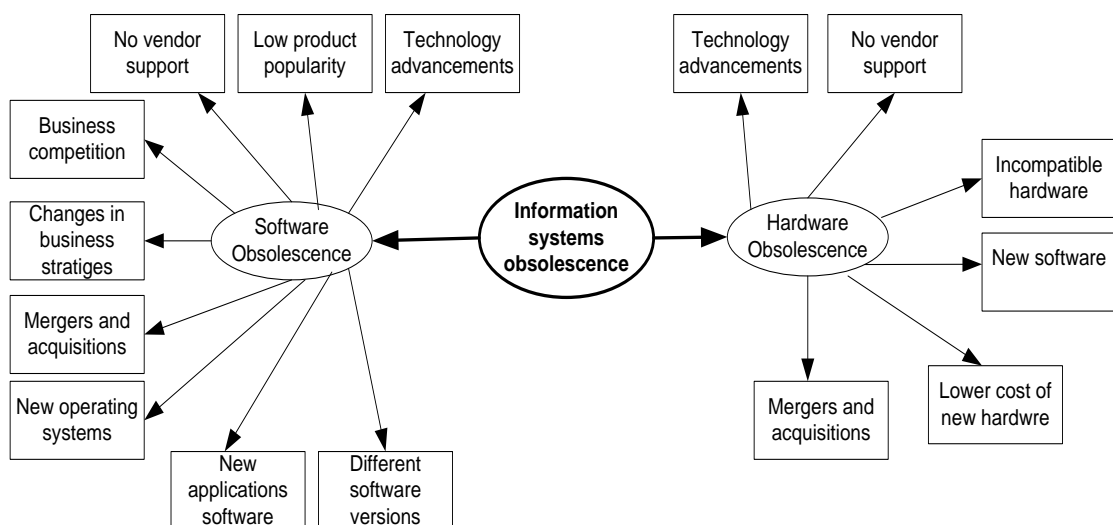 No vendor
support
Low product
popularity
Technology
advancements
Technology
advancements
No vendor
support
Business
competition
Incompatible
hardware
Changes in
business
stratiges
Software
Obsolescence
Information
systems
obsolescence
Hardware
Obsolescence
New software
Mergers and
acquisitions
New operating
systems
Mergers and
acquisitions
Lower cost of
new hardwre
New
applications
software
Different
software
versions